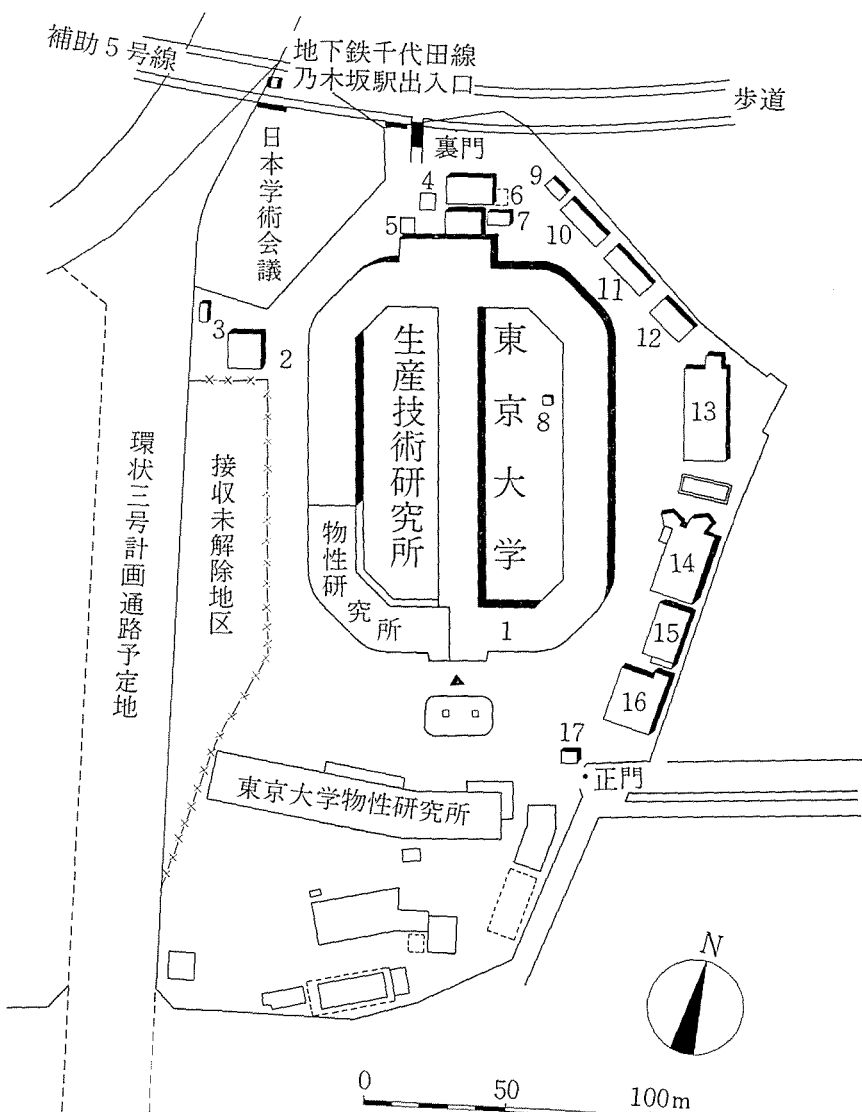 補助5号線
地下鉄千代田線
乃木坂駅出入口
歩道
裏門
日本学術会議
4
6
9
5
7
10
11
3
2
12
生産技術研究所
東京大学
8
13
環状三号計画通路予定地
接収未解除地区
物性研究所
14
1
15
16
17
正門
東京大学物性研究所
N
0
50
100m